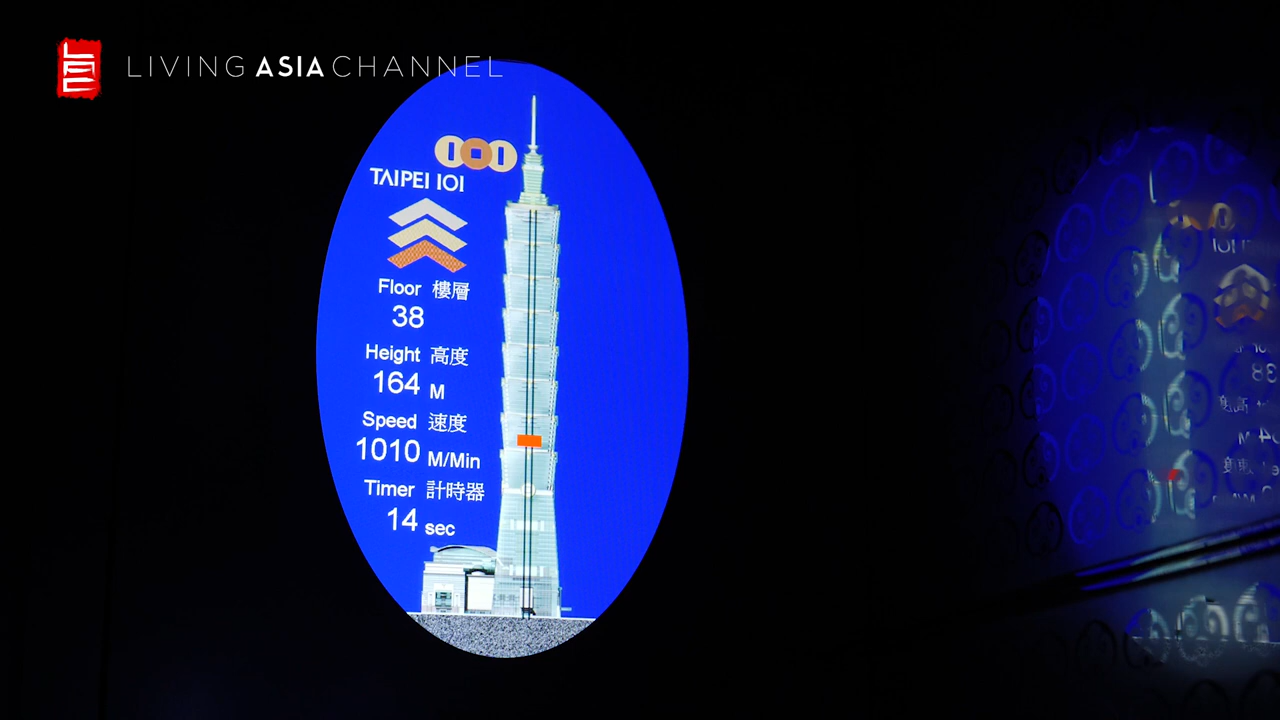 LIVING ASIA CHANNEL
TAIPEI 101
Floor 樓層
38
Height 高度
164 M
Speed 速度
1010 M/Min
Timer 計時器
14 sec